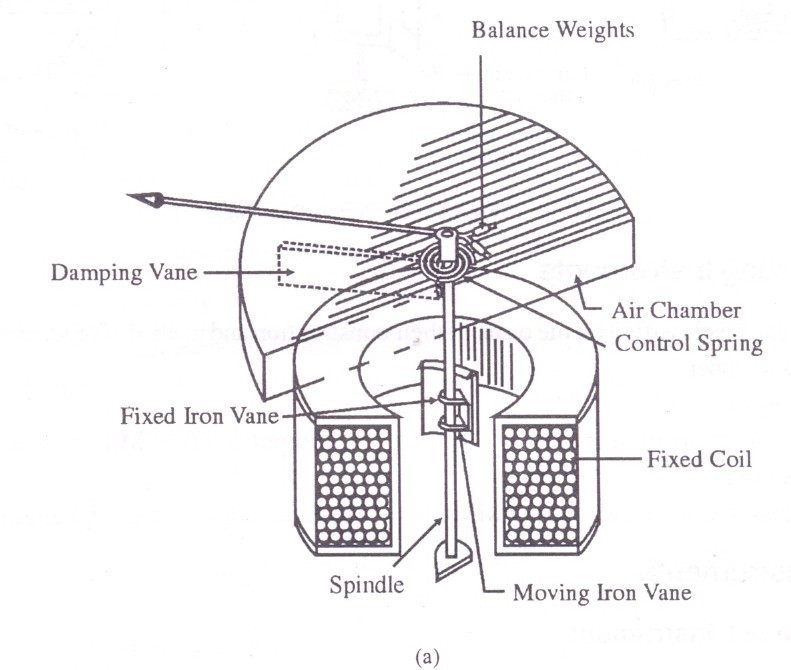 Balance Weights
Damping Vane
Air Chamber
Control Spring
Fixed Iron Vane
Fixed Coil
Spindle
Moving Iron Vane
(a)